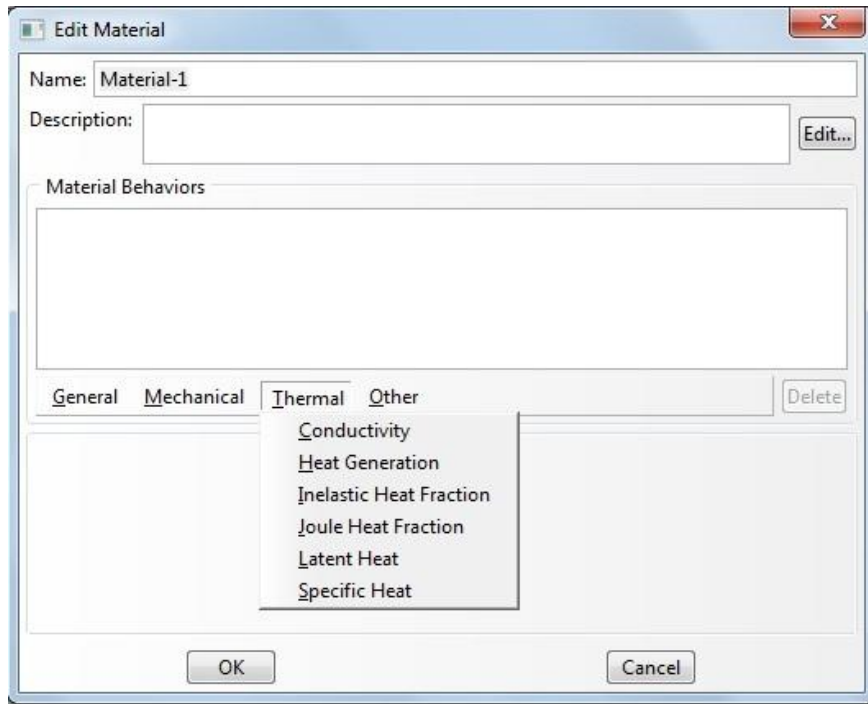 Edit Material
Name: Material-1
Description:
Edit...
Material Behaviors
General Mechanical Thermal Other Delete
Conductivity
Heat Generation
Inelastic Heat Fraction
Joule Heat Fraction
Latent Heat
Specific Heat
OK Cancel